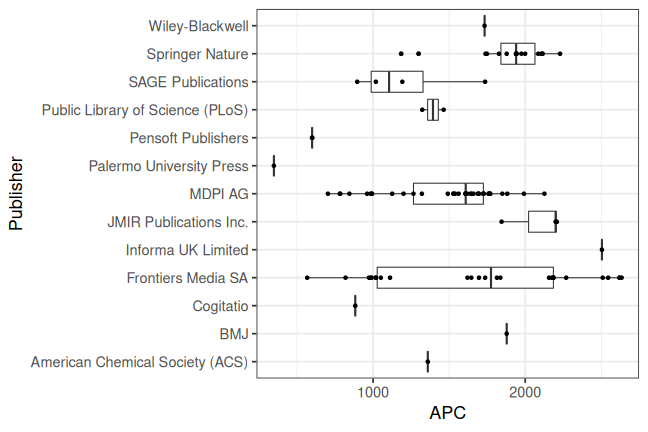 Wiley-Blackwell
Springer Nature
SAGE Publications
Public Library of Science (PLoS)
Pensoft Publishers
Palermo University Press
MDPI AG
JMIR Publications Inc.
Informa UK Limited
Frontiers Media SA
Cogitatio
BMJ
American Chemical Society (ACS)
Publisher
1000 2000
APC